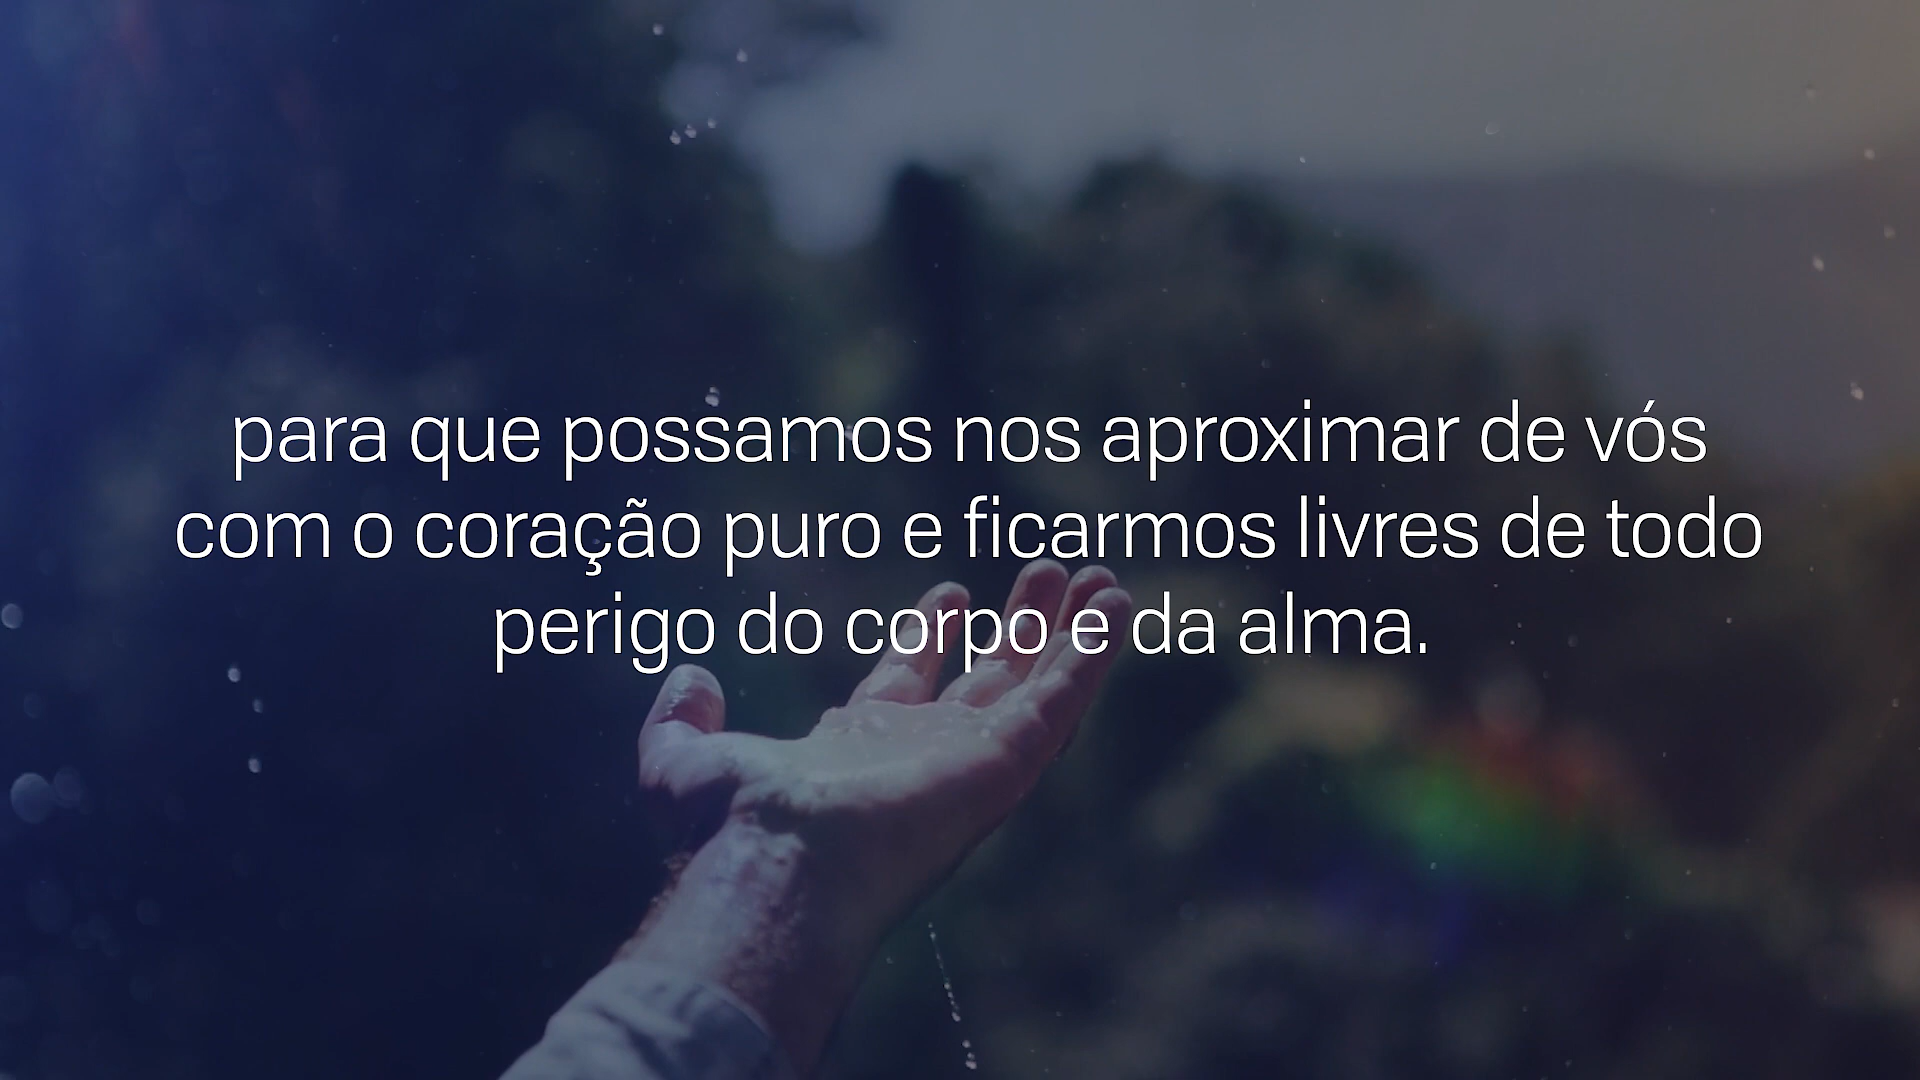 para que possamos nos aproximar de vós
com o coração puro e ficarmos livres de todo
perigo do corpo e da alma.